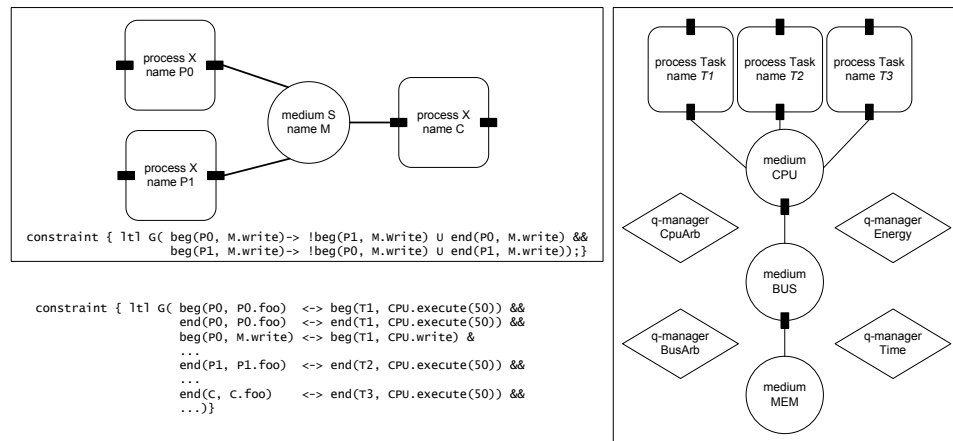 process X
name P0
medium S
name M
process X
name C
process X
name P1
constraint { ltl G( beg(P0, M.write)-> !beg(P1, M.write) U end(P0, M.write) &&
beg(P1, M.write)-> !beg(P0, M.write) U end(P1, M.write));}
constraint { ltl G( beg(P0, P0.foo) <-> beg(T1, CPU.execute(50)) &&
end(P0, P0.foo) <-> end(T1, CPU.execute(50)) &&
beg(P0, M.write) <-> beg(T1, CPU.write) &
...
end(P1, P1.foo) <-> end(T2, CPU.execute(50)) &&
...
end(C, C.foo) <-> end(T3, CPU.execute(50)) &&
...)}
process Task
name T1
process Task
name T2
process Task
name T3
medium
CPU
q-manager
CpuArb
q-manager
Energy
medium
BUS
q-manager
BusArb
q-manager
Time
medium
MEM